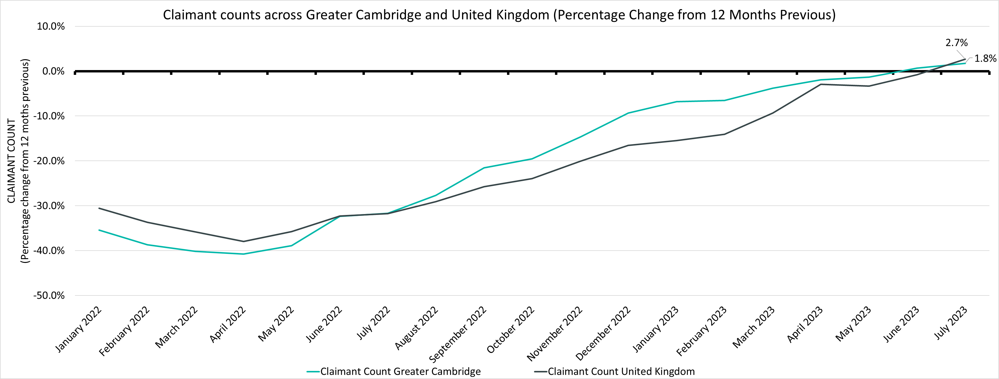 Claimant counts across Greater Cambridge and United Kingdom (Percentage Change from 12 Months Previous)
CLAIMANT COUNT
(Percentage change from 12 moths previous)
10.0%
0.0%
-10.0%
-20.0%
-30.0%
-40.0%
-50.0%
2.7%
1.8%
January 2022
February 2022
March 2022
April 2022
May 2022
June 2022
July 2022
August 2022
September 2022
October 2022
November 2022
December 2022
January 2023
February 2023
March 2023
April 2023
May 2023
June 2023
July 2023
Claimant Count Greater Cambridge
Claimant Count United Kingdom